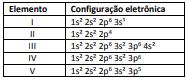 Elemento Configuração eletrônica
I 1s² 2s² 2p⁶ 3s¹
II 1s² 2s² 2p⁴
III 1s² 2s² 2p⁶ 3s² 3p⁶ 4s²
IV 1s² 2s² 2p⁶ 3s² 3p⁶
V 1s² 2s² 2p⁶ 3s² 3p⁵